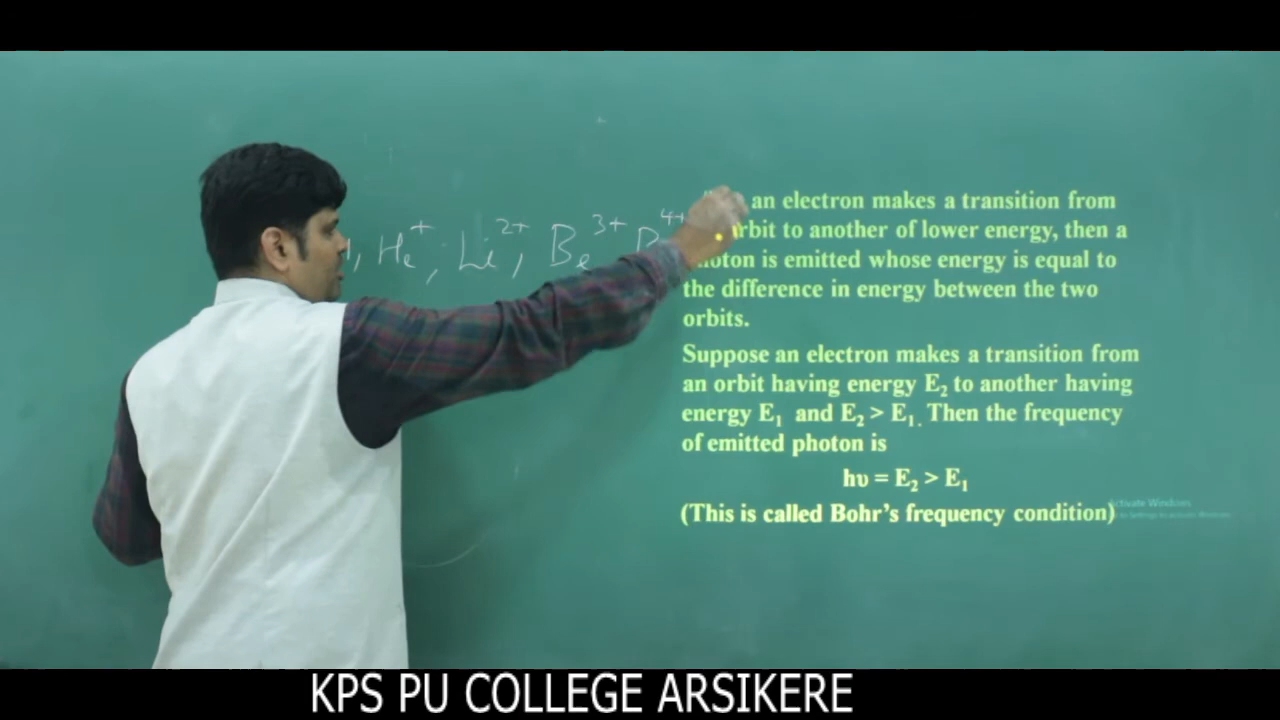 , He⁺, Li²⁺, Be³⁺ 4+
an electron makes a transition from
to another of lower energy, then a
is emitted whose energy is equal to
the difference in energy between the two
orbits.
Suppose an electron makes a transition from
an orbit having energy E₂ to another having
energy E₁ and E₂ > E₁. Then the frequency
of emitted photon is
hυ = E₂ > E₁
(This is called Bohr's frequency condition)
Activate Windows
KPS PU COLLEGE ARSIKERE